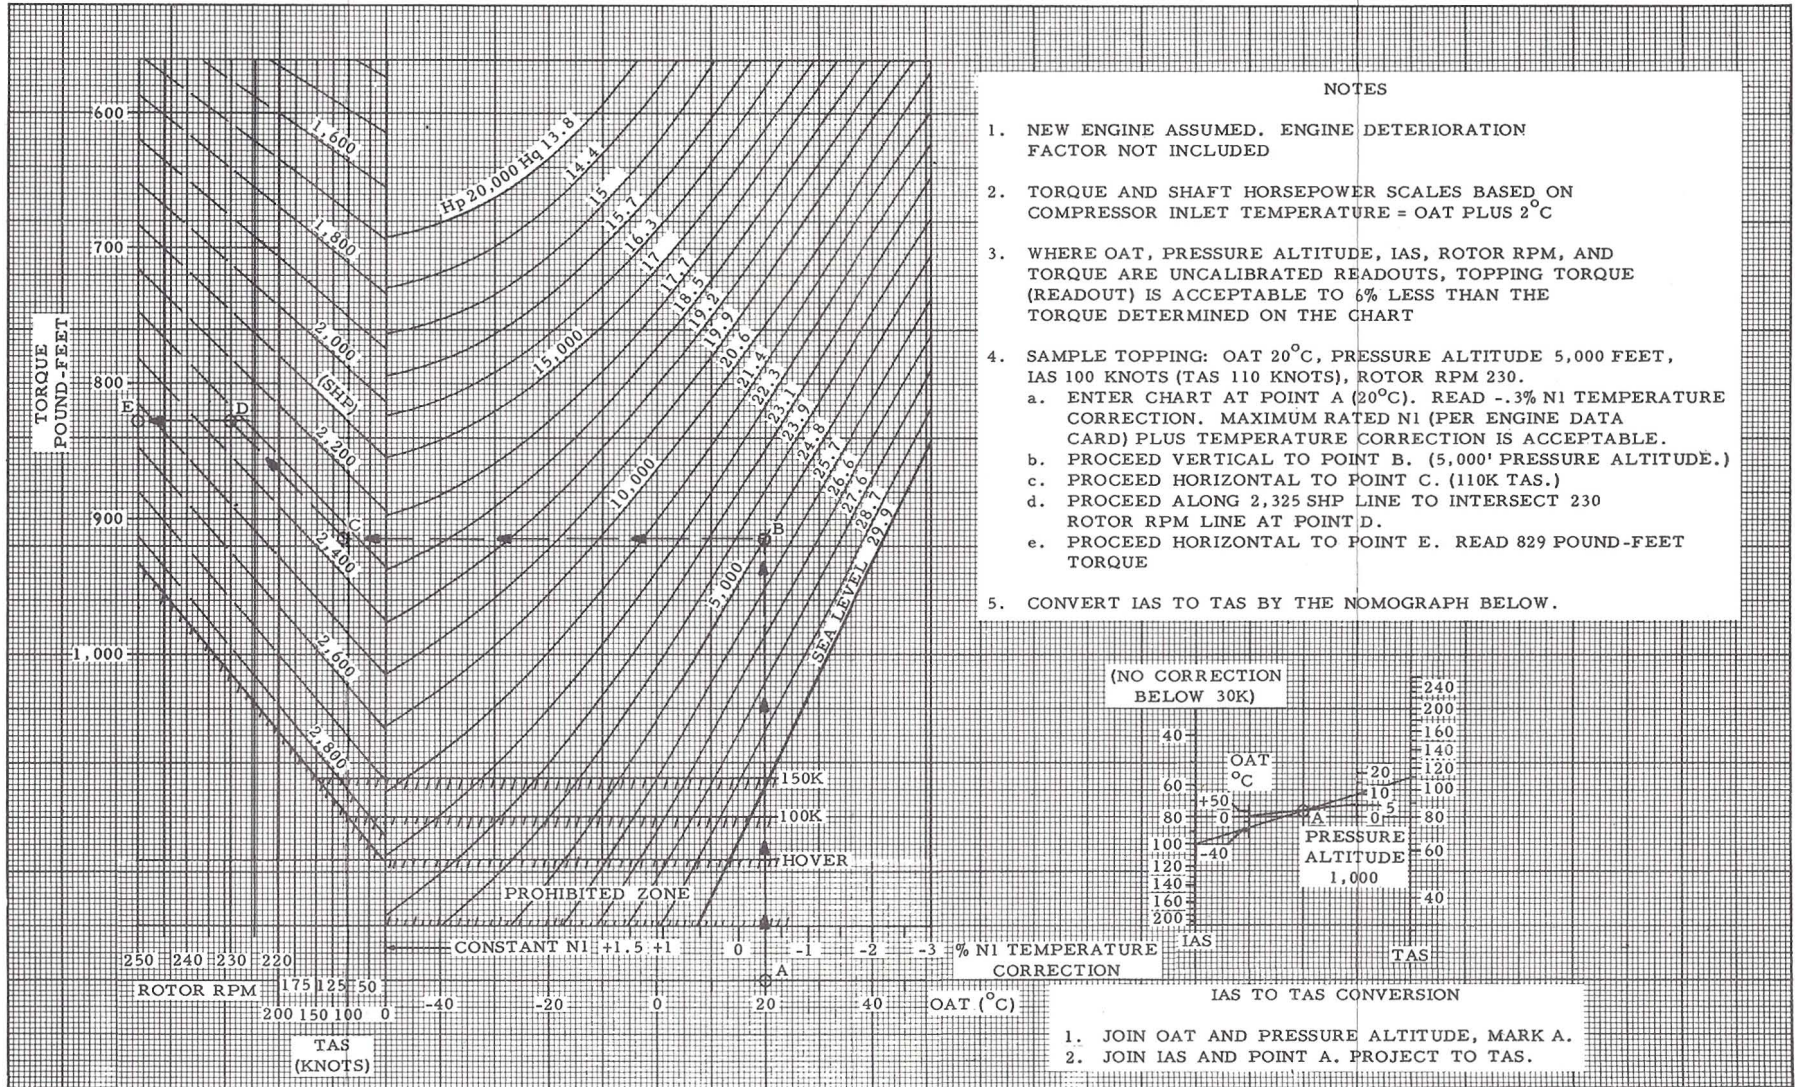 600
700
800
900
1,000
TORQUE
POUND-FEET
1,600
1,800
2,000
(SHP)
2,200
2,400
2,600
2,800
E
D
C
B
A
Hp 20,000 Hq 13.8
14.4
15
15.7
16.3
17
17.7
18.5
19.2
19.9
20.6
21.4
22.3
23.1
23.9
24.8
25.7
26.6
27.6
28.7
SEA LEVEL 29.9
15,000
10,000
5,000
150K
100K
HOVER
PROHIBITED ZONE
CONSTANT N1 +1.5 +1 0 -1 -2 -3 % N1 TEMPERATURE
CORRECTION
250 240 230 220
ROTOR RPM
175 125 50
200 150 100 0
TAS
(KNOTS)
-40 -20 0 20 40 OAT (°C)
NOTES
1. NEW ENGINE ASSUMED. ENGINE DETERIORATION
FACTOR NOT INCLUDED
2. TORQUE AND SHAFT HORSEPOWER SCALES BASED ON
COMPRESSOR INLET TEMPERATURE = OAT PLUS 2°C
3. WHERE OAT, PRESSURE ALTITUDE, IAS, ROTOR RPM, AND
TORQUE ARE UNCALIBRATED READOUTS, TOPPING TORQUE
(READOUT) IS ACCEPTABLE TO 6% LESS THAN THE
TORQUE DETERMINED ON THE CHART
4. SAMPLE TOPPING: OAT 20°C, PRESSURE ALTITUDE 5,000 FEET,
IAS 100 KNOTS (TAS 110 KNOTS), ROTOR RPM 230.
a. ENTER CHART AT POINT A (20°C). READ -.3% N1 TEMPERATURE
CORRECTION. MAXIMUM RATED N1 (PER ENGINE DATA
CARD) PLUS TEMPERATURE CORRECTION IS ACCEPTABLE.
b. PROCEED VERTICAL TO POINT B. (5,000' PRESSURE ALTITUDE.)
c. PROCEED HORIZONTAL TO POINT C. (110K TAS.)
d. PROCEED ALONG 2,325 SHP LINE TO INTERSECT 230
ROTOR RPM LINE AT POINT D.
e. PROCEED HORIZONTAL TO POINT E. READ 829 POUND-FEET
TORQUE
5. CONVERT IAS TO TAS BY THE NOMOGRAPH BELOW.
(NO CORRECTION
BELOW 30K)
40
60
80
100
120
140
160
200
IAS
OAT
°C
+50
0
-40
A
20
10
5
0
PRESSURE
ALTITUDE
1,000
240
200
160
140
120
100
80
60
40
TAS
IAS TO TAS CONVERSION
1. JOIN OAT AND PRESSURE ALTITUDE, MARK A.
2. JOIN IAS AND POINT A. PROJECT TO TAS.